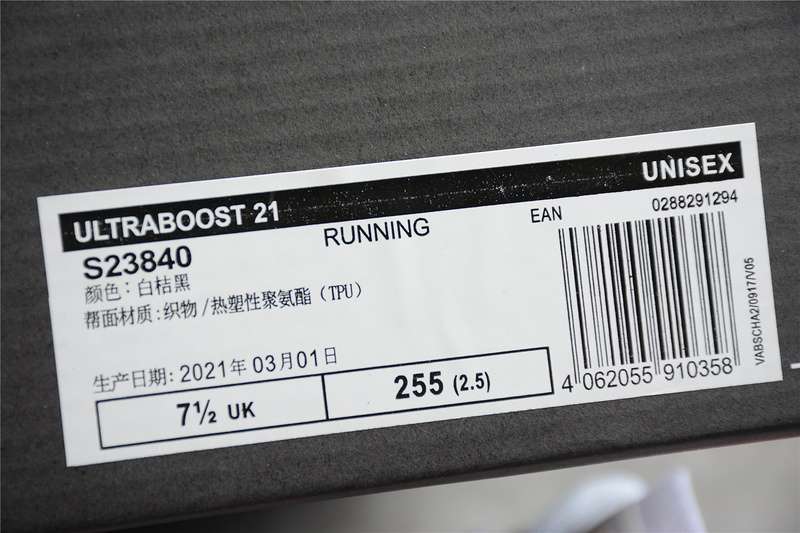 ULTRABOOST 21 UNISEX
S23840 RUNNING EAN 0288291294
颜色: 白桔黑
帮面材质: 织物/热塑性聚氨酯（TPU）
生产日期: 2021年 03月01日
7½ UK 255 (2.5)
4 062055 910358
VABSCHA2/0917/V05